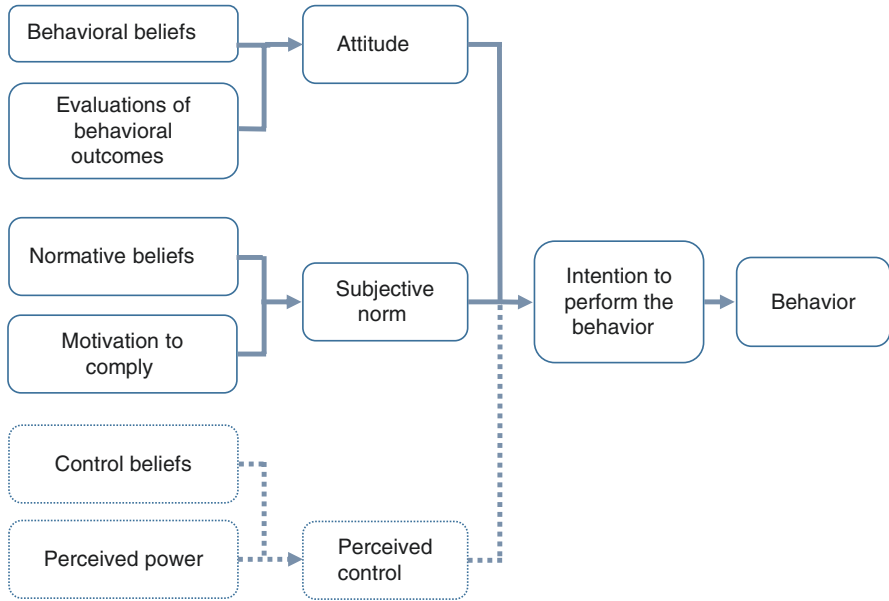 Behavioral beliefs
Attitude
Evaluations of
behavioral
outcomes
Normative beliefs
Subjective
norm
Motivation to
comply
Intention to
perform the
behavior
Behavior
Control beliefs
Perceived power
Perceived
control